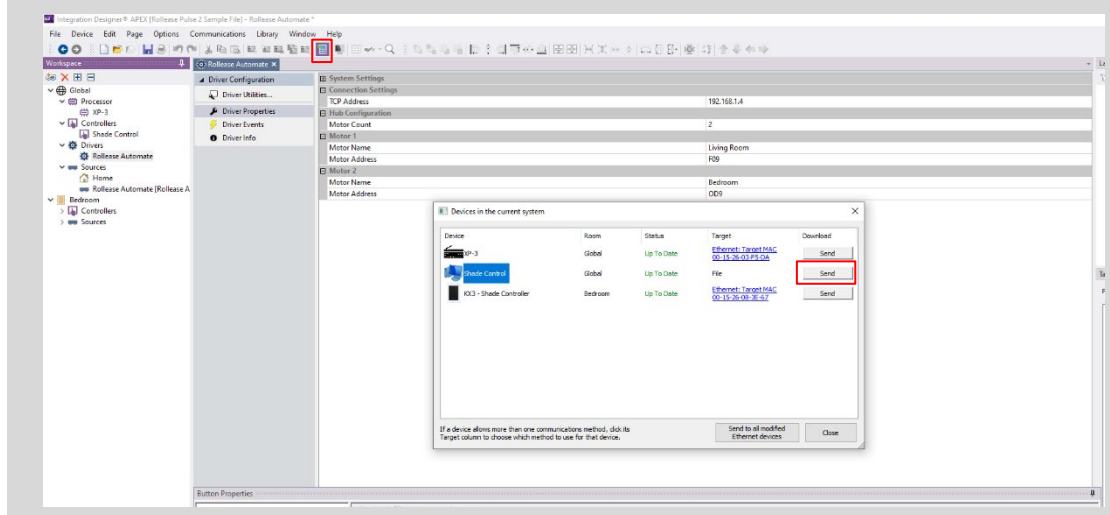 Integration Designer® APEX [Rollease Pulse 2 Sample File] - Rollease Automate *
File Device Edit Page Options Communications Library Window Help
Workspace
Rollease Automate
Global
Processor
XP-3
Controllers
Shade Control
Drivers
Rollease Automate
Sources
Home
Rollease Automate [Rollease A
Bedroom
Controllers
Sources
Driver Configuration
Driver Utilities...
Driver Properties
Driver Events
Driver Info
System Settings
Connection Settings
TCP Address 192.168.1.4
Hub Configuration
Motor Count 2
Motor 1
Motor Name Living Room
Motor Address F09
Motor 2
Motor Name Bedroom
Motor Address OD9
Devices in the current system
Device Room Status Target Download
XP-3 Global Up To Date Ethernet: Target MAC Send
00-15-26-03-F5-OA
Shade Control Global Up To Date File Send
KX3 - Shade Controller Bedroom Up To Date Ethernet: Target MAC Send
00-15-26-08-3E-67
If a device allows more than one communications method, click its
Target column to choose which method to use for that device.
Send to all modified
Ethernet devices
Close
Button Properties